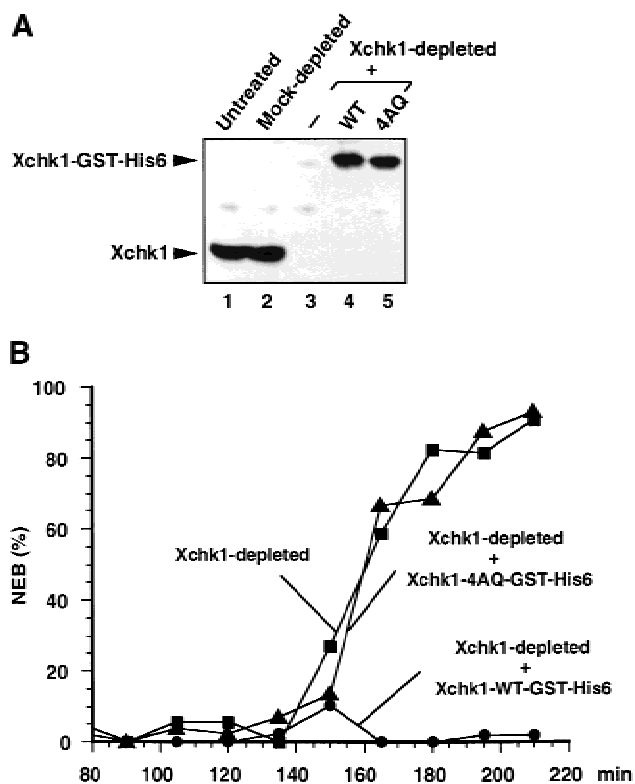 A
Untreated
Mock-depleted
Xchk1-depleted
+
–
WT
4AQ
Xchk1-GST-His6
Xchk1
1 2 3 4 5
B
100
80
60
40
20
0
NEB (%)
Xchk1-depleted
Xchk1-depleted
+
Xchk1-4AQ-GST-His6
Xchk1-depleted
+
Xchk1-WT-GST-His6
80 100 120 140 160 180 200 220 min